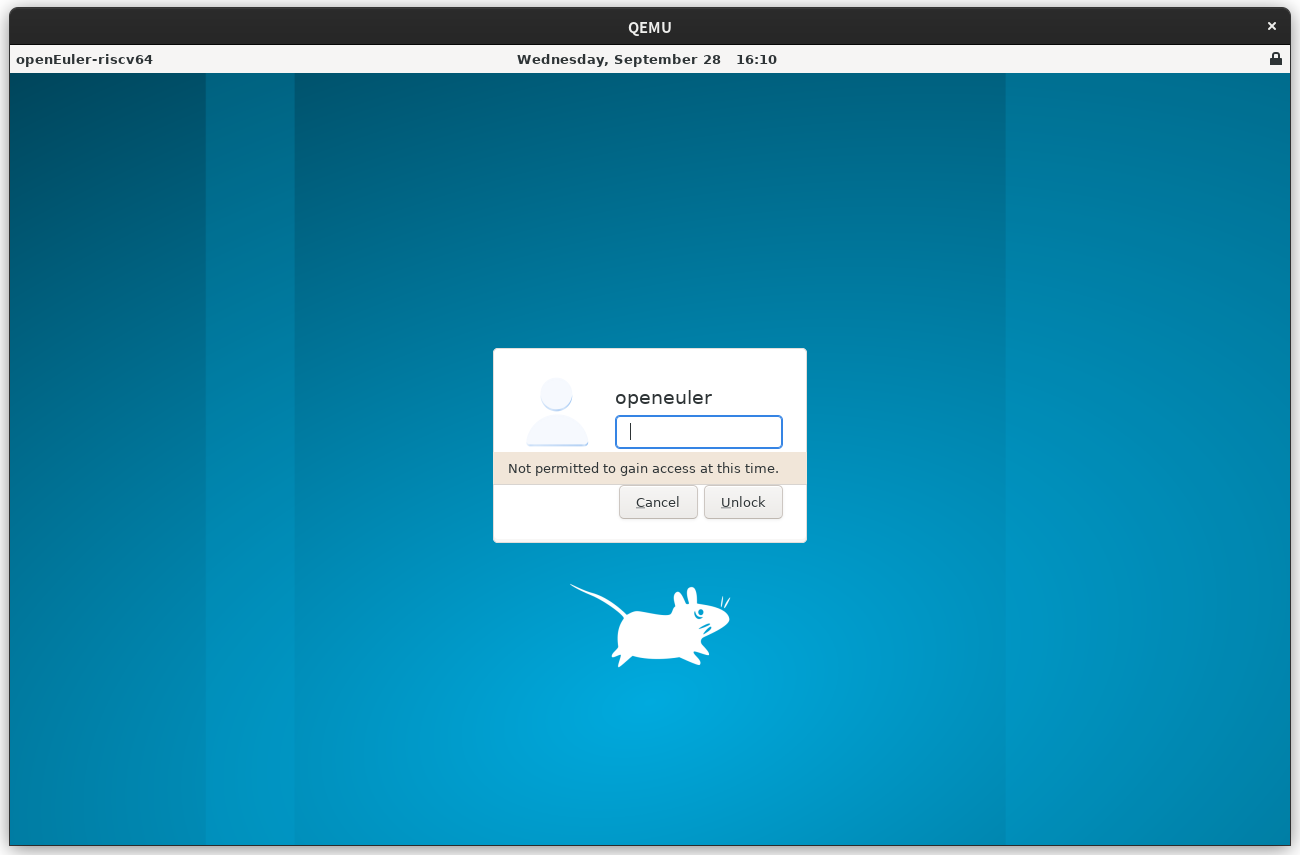 QEMU
openEuler-riscv64 Wednesday, September 28 16:10
openeuler
Not permitted to gain access at this time.
Cancel Unlock